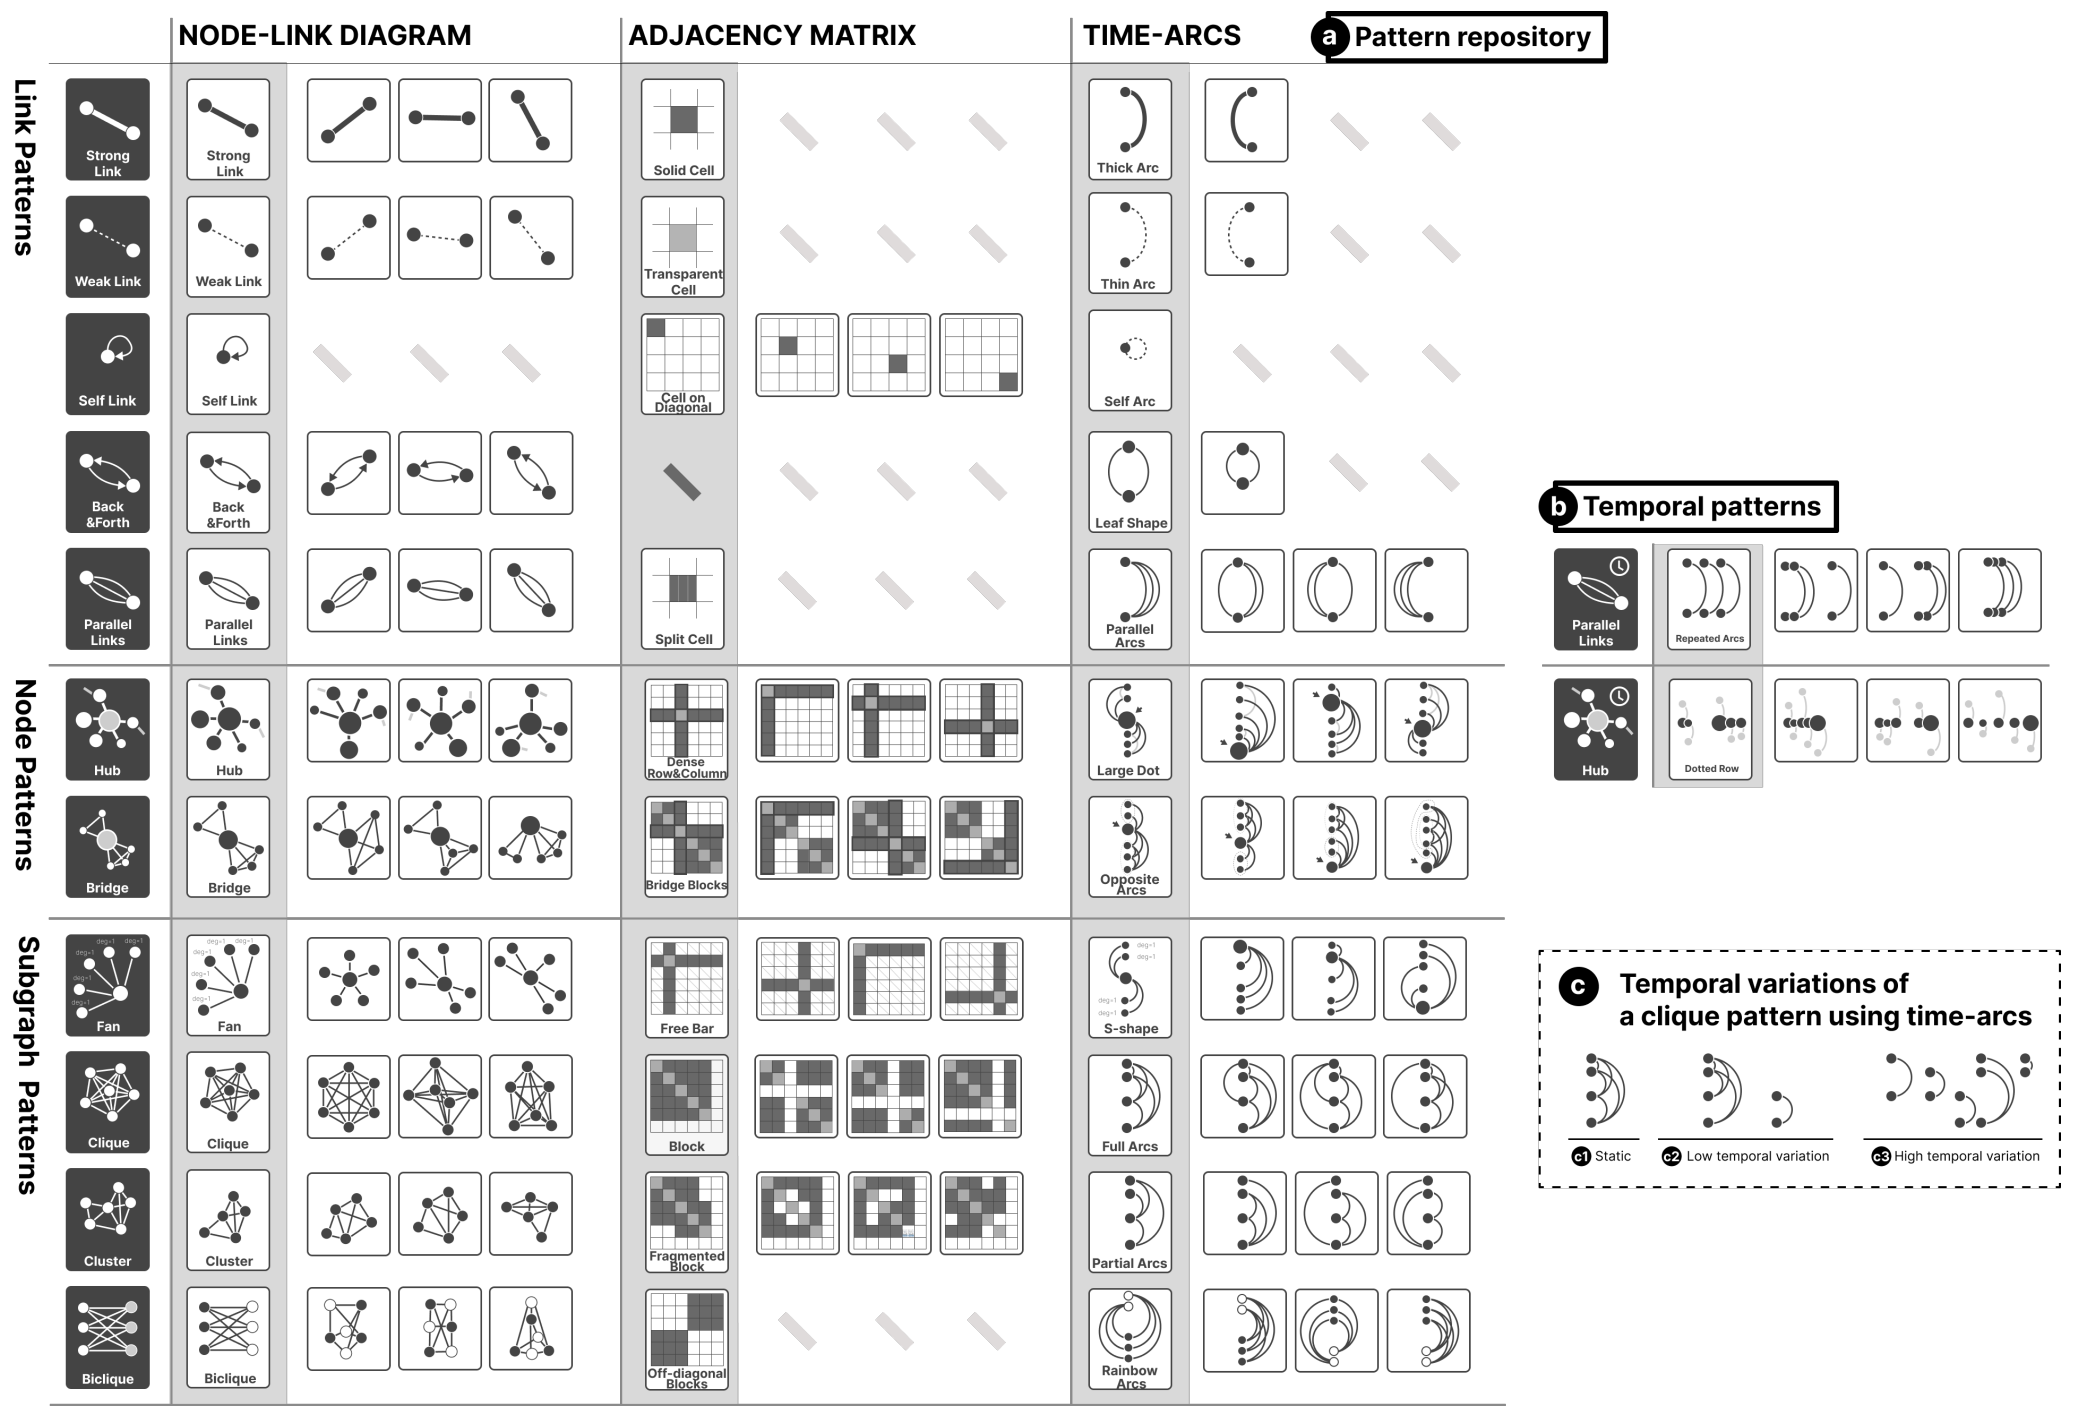 NODE-LINK DIAGRAM
ADJACENCY MATRIX
TIME-ARCS
a Pattern repository
Link Patterns
Strong
Link
Strong
Link
Solid Cell
Thick Arc
Weak Link
Weak Link
Transparent
Cell
Thin Arc
Self Link
Self Link
Cell on
Diagonal
Self Arc
Back
&Forth
Back
&Forth
Leaf Shape
Parallel
Links
Parallel
Links
Split Cell
Parallel
Arcs
b Temporal patterns
Parallel
Links
Repeated Arcs
Hub
Dotted Row
Node Patterns
Hub
Hub
Dense
Row&Column
Large Dot
Bridge
Bridge
Bridge Blocks
Opposite
Arcs
Subgraph Patterns
deg=1 deg=1
deg=1
deg=1
deg=1
Fan
deg=1 deg=1
deg=1
deg=1
deg=1
Fan
Free Bar
deg=1
deg=1
deg=1
deg=1
S-shape
Clique
Clique
Block
Full Arcs
Cluster
Cluster
Fragmented
Block
Partial Arcs
Biclique
Biclique
Off-diagonal
Blocks
Rainbow
Arcs
c Temporal variations of
a clique pattern using time-arcs
c1 Static
c2 Low temporal variation
c3 High temporal variation